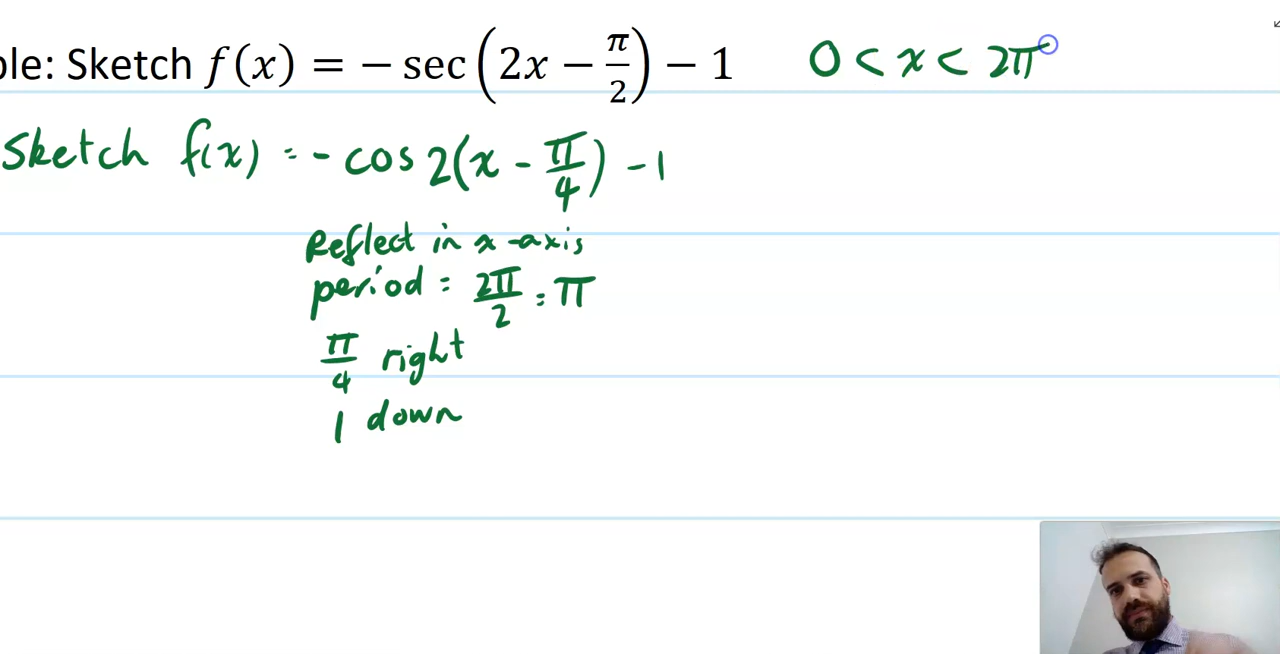 ole: Sketch f(x) = − sec(2x − π/2) − 1 0 < x < 2π
Sketch f(x) = - cos 2(x - π/4) - 1
Reflect in x-axis
period = 2π/2 = π
π/4 right
1 down